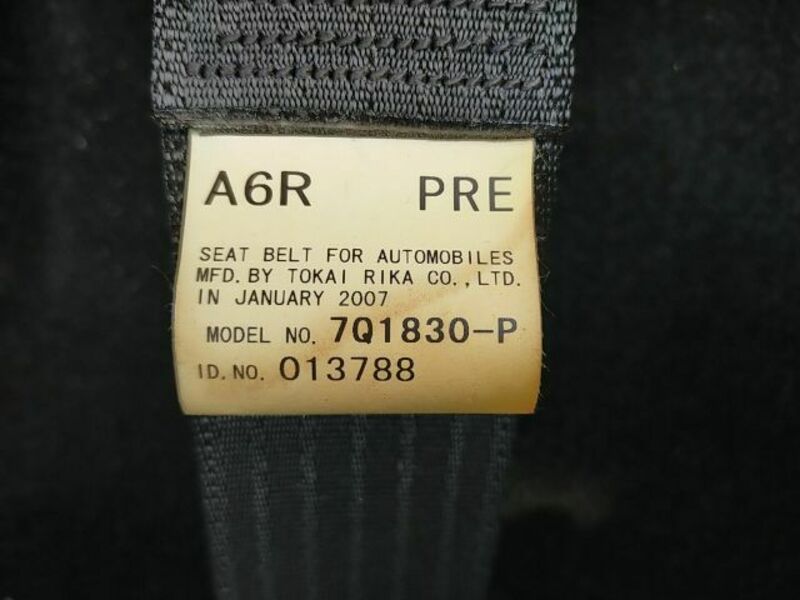 A6R PRE
SEAT BELT FOR AUTOMOBILES
MFD. BY TOKAI RIKA CO., LTD.
IN JANUARY 2007
MODEL NO. 7Q1830-P
ID. NO. 013788